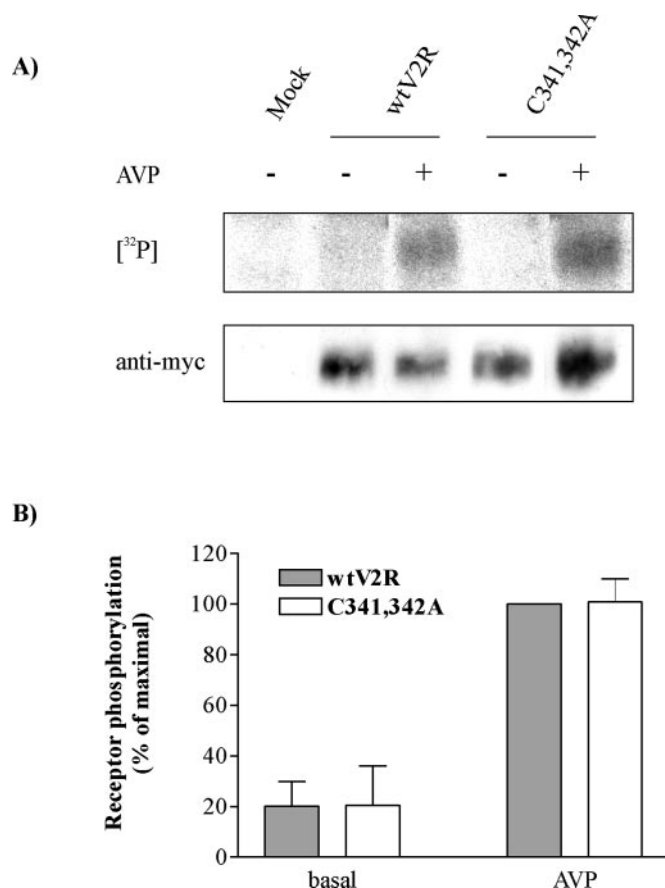 A)
Mock
wtV2R
C341,342A
AVP - - + - +
[³²P]
anti-myc
B)
Receptor phosphorylation
(% of maximal)
120
100
80
60
40
20
0
wtV2R
C341,342A
basal
AVP